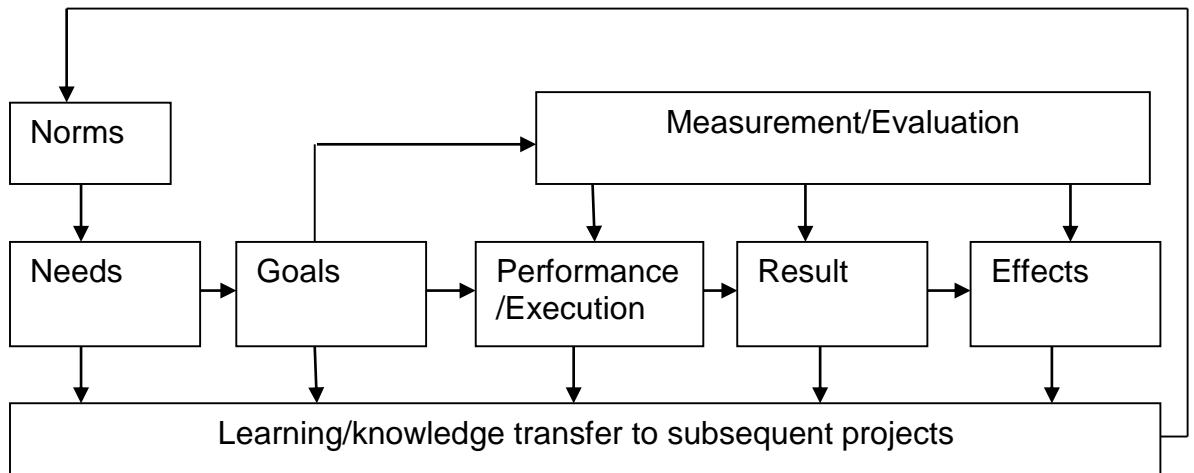 Norms
Measurement/Evaluation
Needs
Goals
Performance
/Execution
Result
Effects
Learning/knowledge transfer to subsequent projects